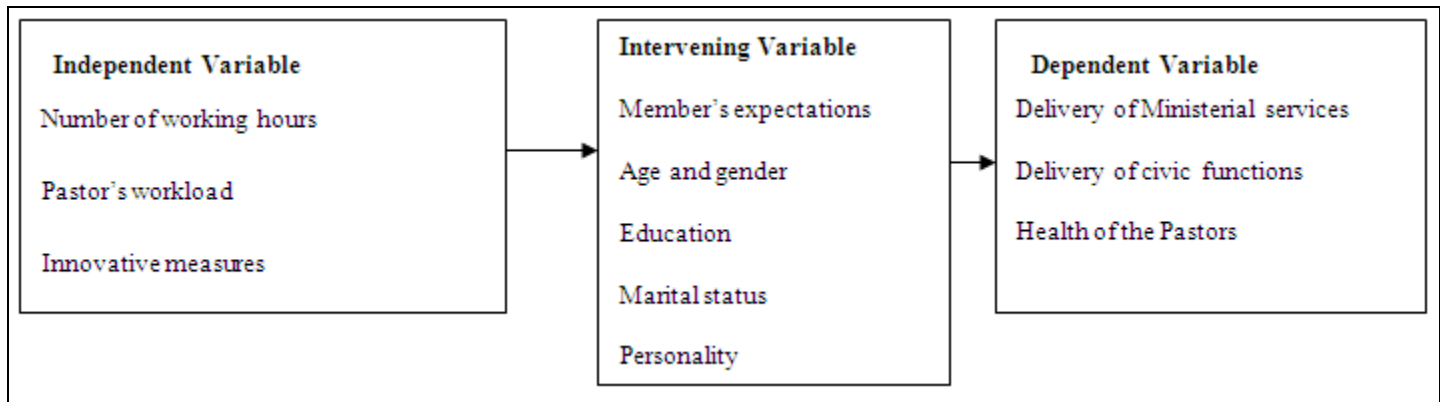 Independent Variable
Number of working hours
Pastor's workload
Innovative measures
Intervening Variable
Member's expectations
Age and gender
Education
Marital status
Personality
Dependent Variable
Delivery of Ministerial services
Delivery of civic functions
Health of the Pastors